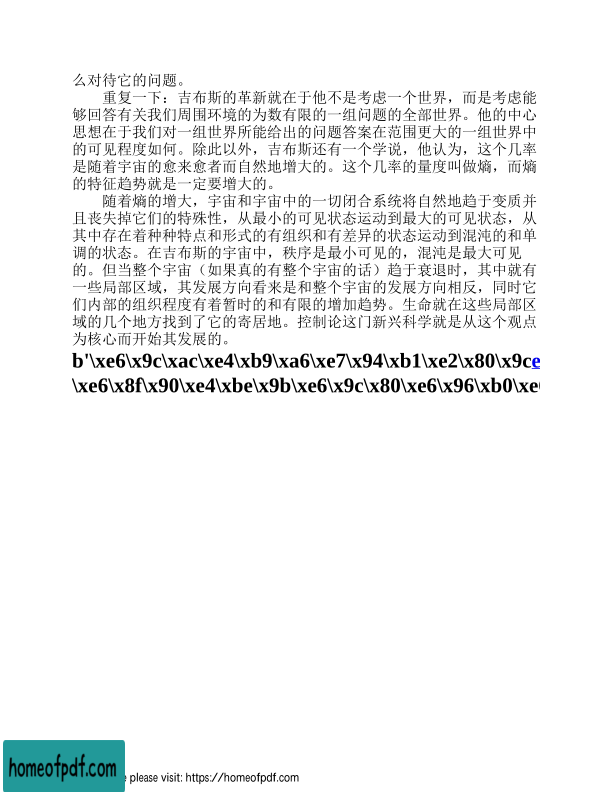 么对待它的问题。
重复一下：吉布斯的革新就在于他不是考虑一个世界，而是考虑能
够回答有关我们周围环境的为数有限的一组问题的全部世界。他的中心
思想在于我们对一组世界所能给出的问题答案在范围更大的一组世界中
的可见程度如何。除此以外，吉布斯还有一个学说，他认为，这个几率
是随着宇宙的愈来愈者而自然地增大的。这个几率的量度叫做熵，而熵
的特征趋势就是一定要增大的。
随着熵的增大，宇宙和宇宙中的一切闭合系统将自然地趋于变质并
且丧失掉它们的特殊性，从最小的可见状态运动到最大的可见状态，从
其中存在着种种特点和形式的有组织和有差异的状态运动到混沌的和单
调的状态。在吉布斯的宇宙中，秩序是最小可见的，混沌是最大可见
的。但当整个宇宙（如果真的有整个宇宙的话）趋于衰退时，其中就有
一些局部区域，其发展方向看来是和整个宇宙的发展方向相反，同时它
们内部的组织程度有着暂时的和有限的增加趋势。生命就在这些局部区
域的几个地方找到了它的寄居地。控制论这门新兴科学就是从这个观点
为核心而开始其发展的。
b'\xe6\x9c\xac\xe4\xb9\xa6\xe7\x94\xb1\xe2\x80\x9ce
\xe6\x8f\x90\xe4\xbe\x9b\xe6\x9c\x80\xe6\x96\xb0\xe
homeofpdf.com
e please visit: https://homeofpdf.com